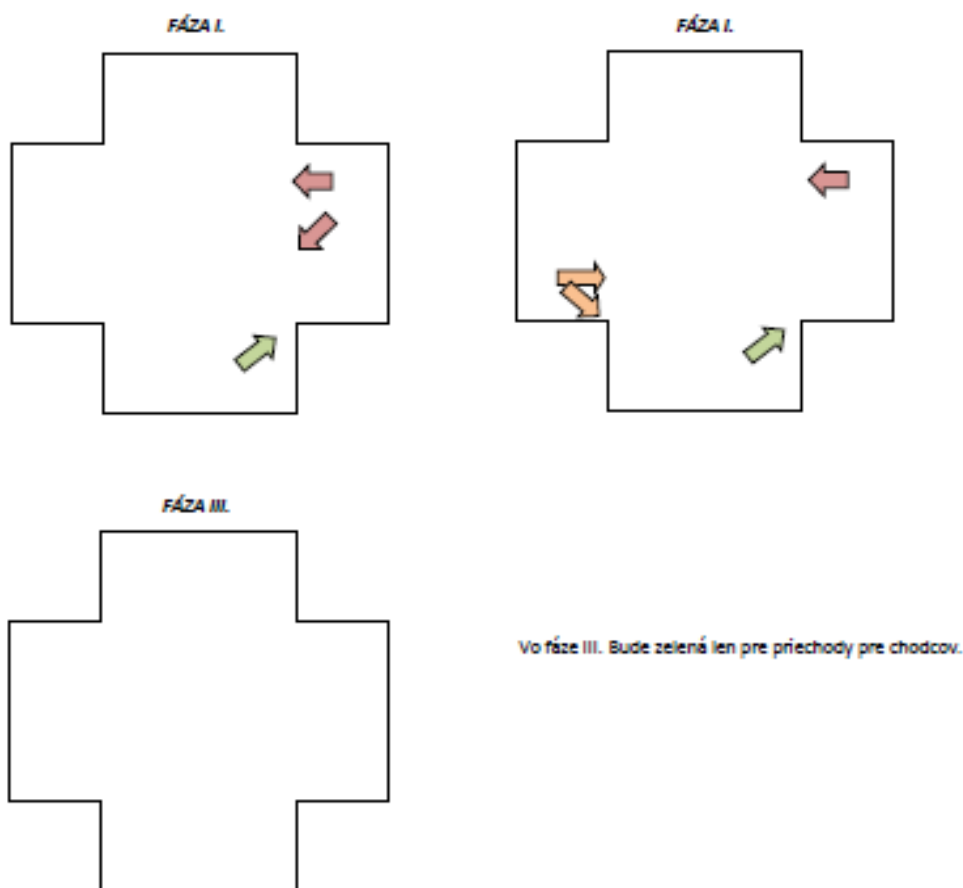 FÁZA I.
FÁZA I.
FÁZA III.
Vo fáze III. Bude zelená len pre priechody pre chodcov.